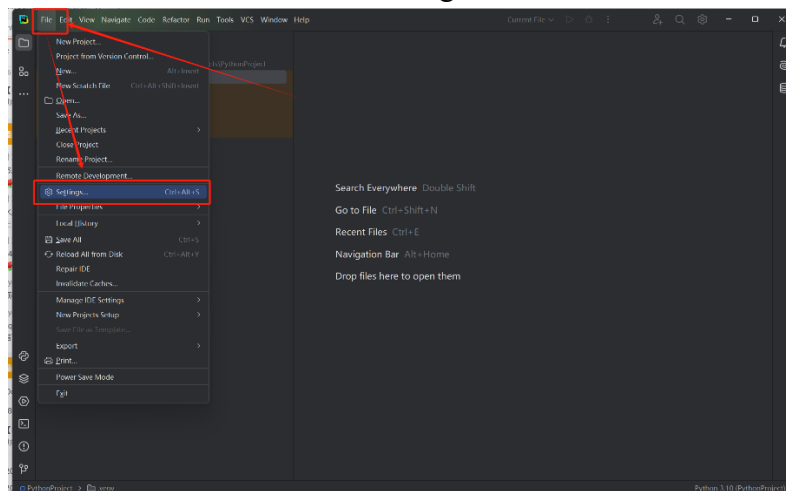 File Edit View Navigate Code Refactor Run Tools VCS Window Help Current File
New Project...
Project from Version Control...
New... Alt+Insert
New Scratch File Ctrl+Alt+Shift+Insert
Open...
Save As...
Recent Projects
Close Project
Rename Project...
Remote Development...
Settings... Ctrl+Alt+S
File Properties
Local History
Save All Ctrl+S
Reload All from Disk Ctrl+Alt+Y
Repair IDE
Invalidate Caches...
Manage IDE Settings
New Projects Setup
Save File as Template...
Export
Print...
Power Save Mode
Exit
Search Everywhere Double Shift
Go to File Ctrl+Shift+N
Recent Files Ctrl+E
Navigation Bar Alt+Home
Drop files here to open them
PythonProject > venv
Python 3.10 (PythonProject)